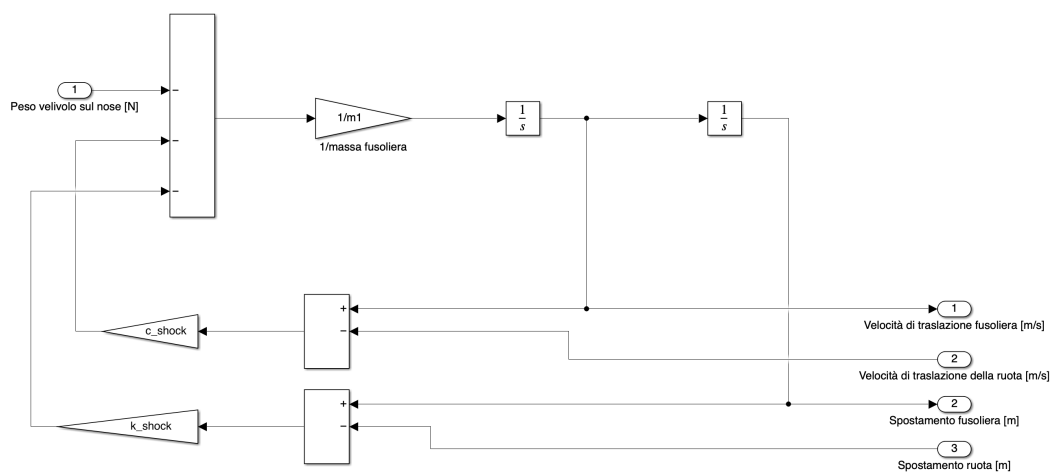 1
Peso velivolo sul nose [N]
−
−
−
1/m1
1/massa fusoliera
1
s
1
s
c_shock
+
−
1
Velocità di traslazione fusoliera [m/s]
2
Velocità di traslazione della ruota [m/s]
k_shock
+
−
2
Spostamento fusoliera [m]
3
Spostamento ruota [m]